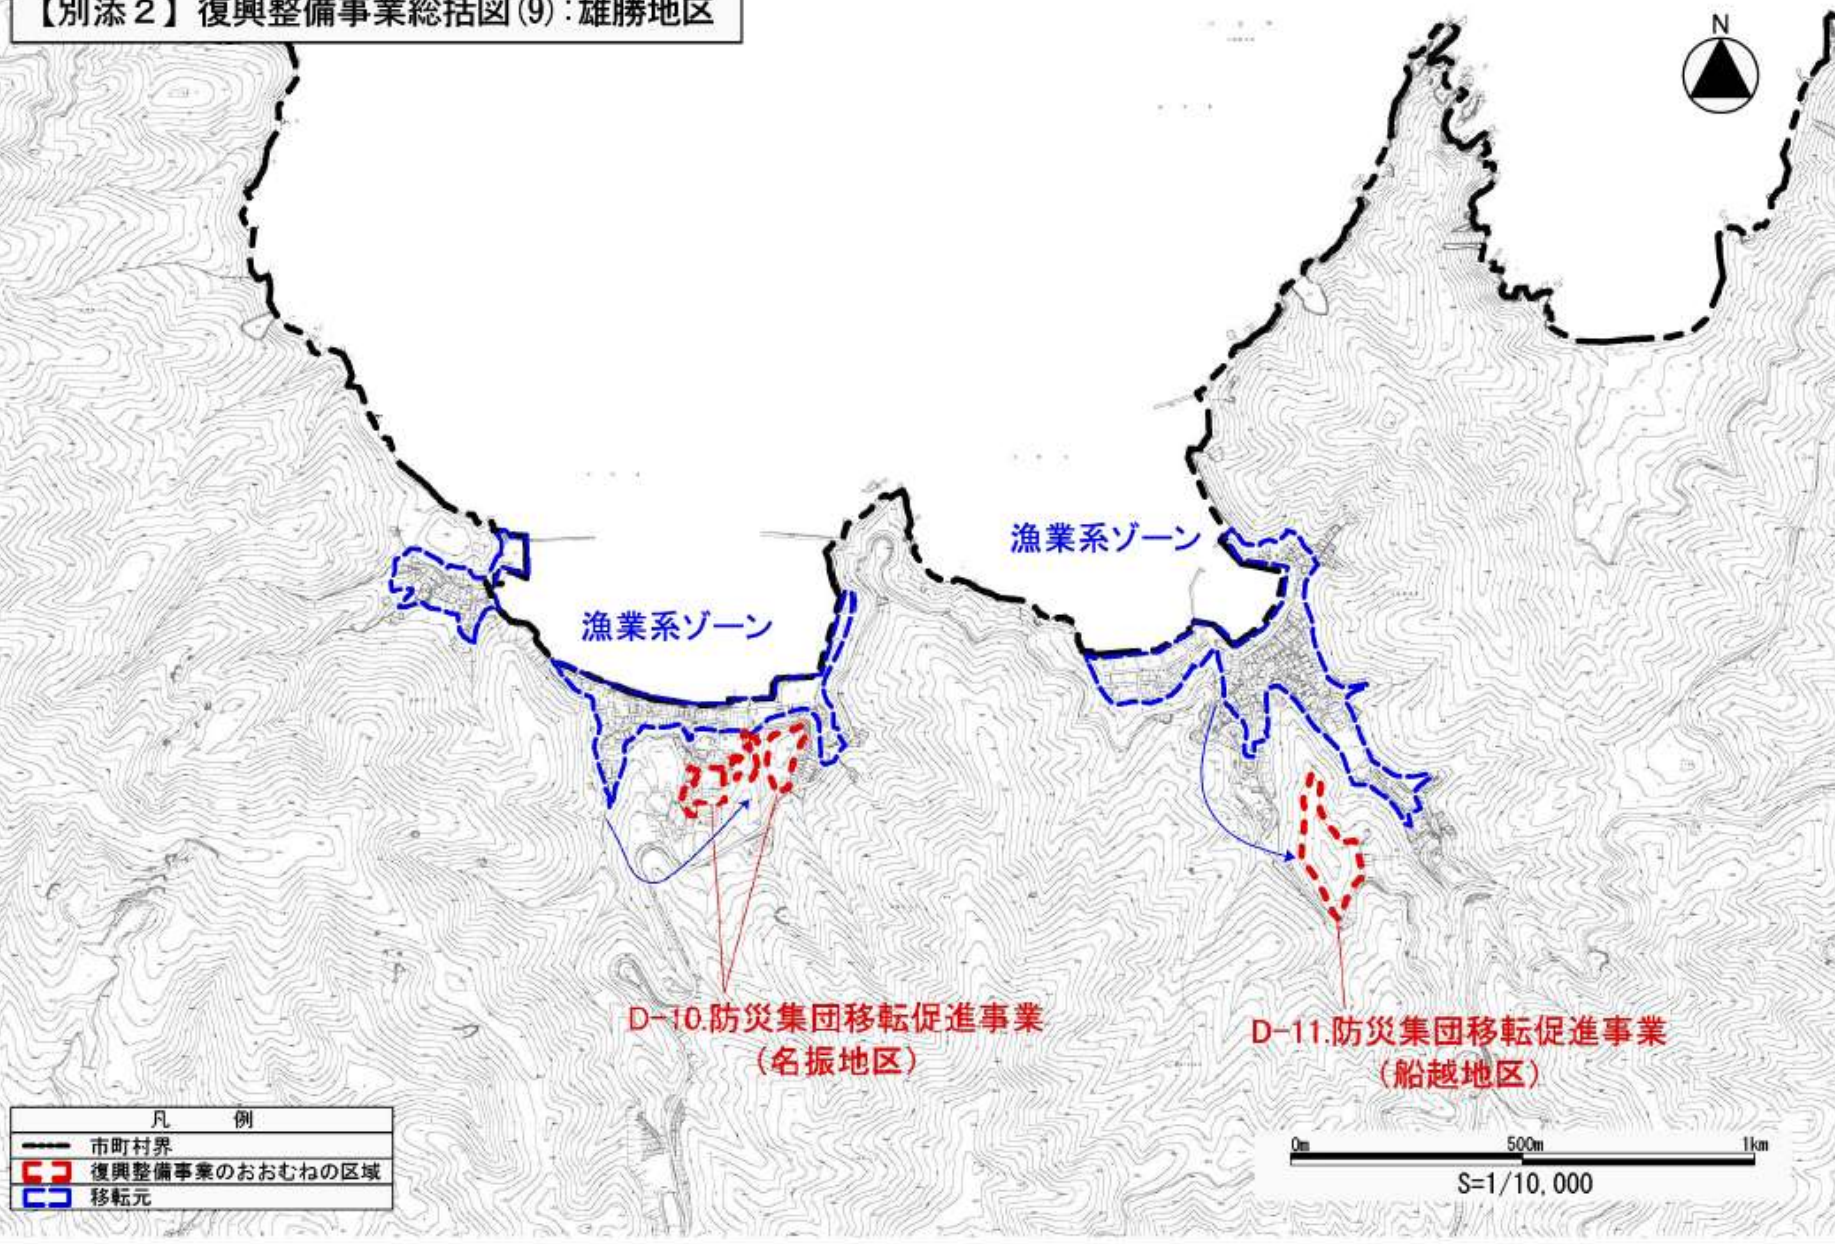 【別添２】復興整備事業総括図(9):雄勝地区
N
漁業系ゾーン
漁業系ゾーン
D-10.防災集団移転促進事業
(名振地区)
D-11.防災集団移転促進事業
(船越地区)
凡 例
市町村界
復興整備事業のおおむねの区域
移転元
0m 500m 1km
S=1/10,000